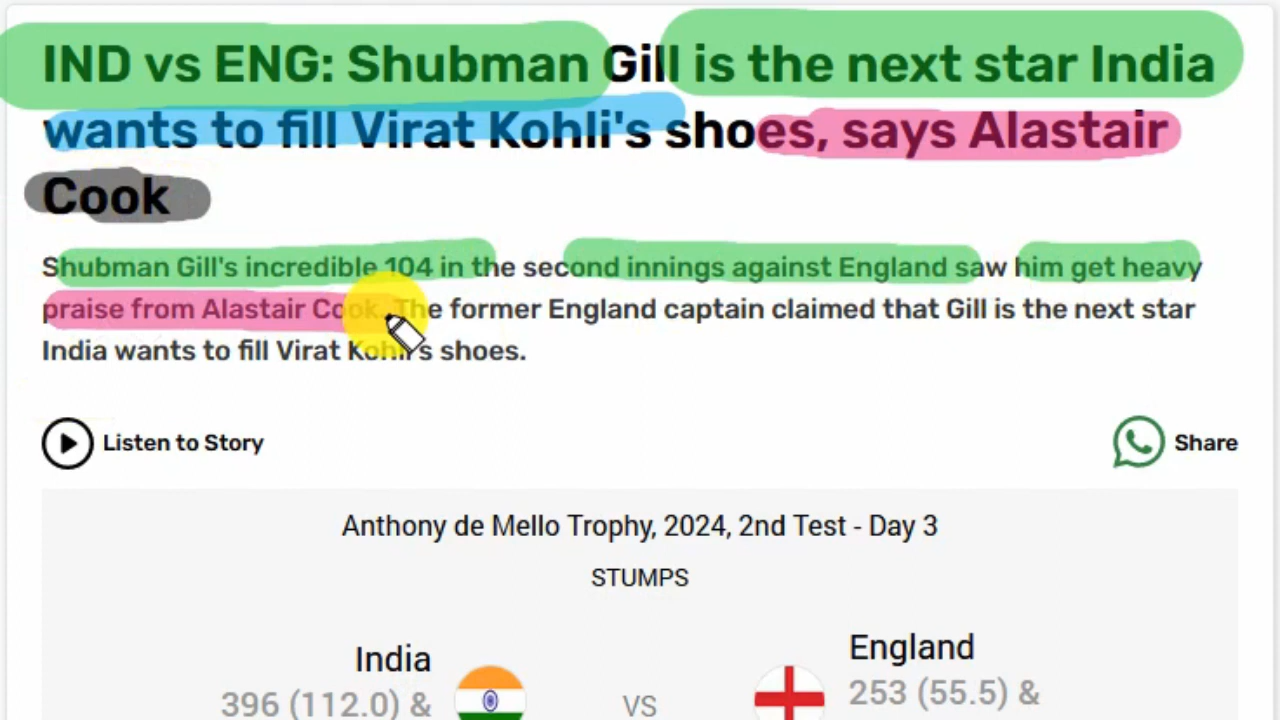 IND vs ENG: Shubman Gill is the next star India
wants to fill Virat Kohli's shoes, says Alastair
Cook
Shubman Gill's incredible 104 in the second innings against England saw him get heavy
praise from Alastair Cook. The former England captain claimed that Gill is the next star
India wants to fill Virat Kohli's shoes.
Listen to Story
Share
Anthony de Mello Trophy, 2024, 2nd Test - Day 3
STUMPS
India
396 (112.0) &
VS
England
253 (55.5) &